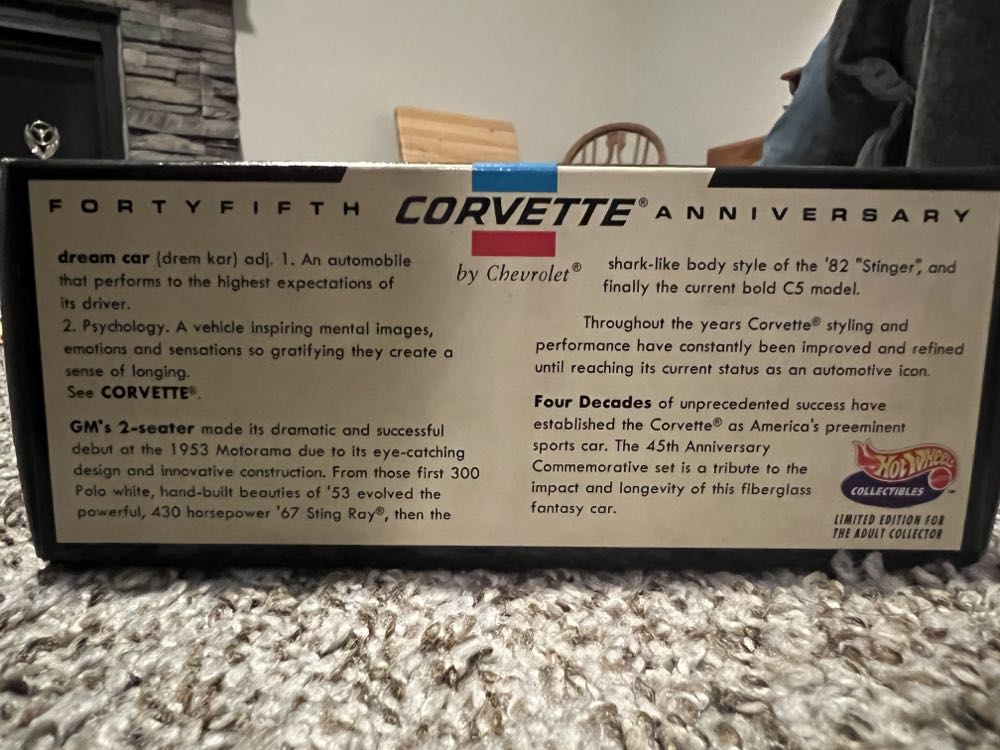 FORTYFIFTH CORVETTE® ANNIVERSARY
by Chevrolet®
dream car (drem kar) adj. 1. An automobile
that performs to the highest expectations of
its driver.
2. Psychology. A vehicle inspiring mental images,
emotions and sensations so gratifying they create a
sense of longing.
See CORVETTE®.
GM's 2-seater made its dramatic and successful
debut at the 1953 Motorama due to its eye-catching
design and innovative construction. From those first 300
Polo white, hand-built beauties of '53 evolved the
powerful, 430 horsepower '67 Sting Ray®, then the
shark-like body style of the '82 "Stinger", and
finally the current bold C5 model.
Throughout the years Corvette® styling and
performance have constantly been improved and refined
until reaching its current status as an automotive icon.
Four Decades of unprecedented success have
established the Corvette® as America's preeminent
sports car. The 45th Anniversary
Commemorative set is a tribute to the
impact and longevity of this fiberglass
fantasy car.
HOT WHEELS
COLLECTIBLES™
LIMITED EDITION FOR
THE ADULT COLLECTOR